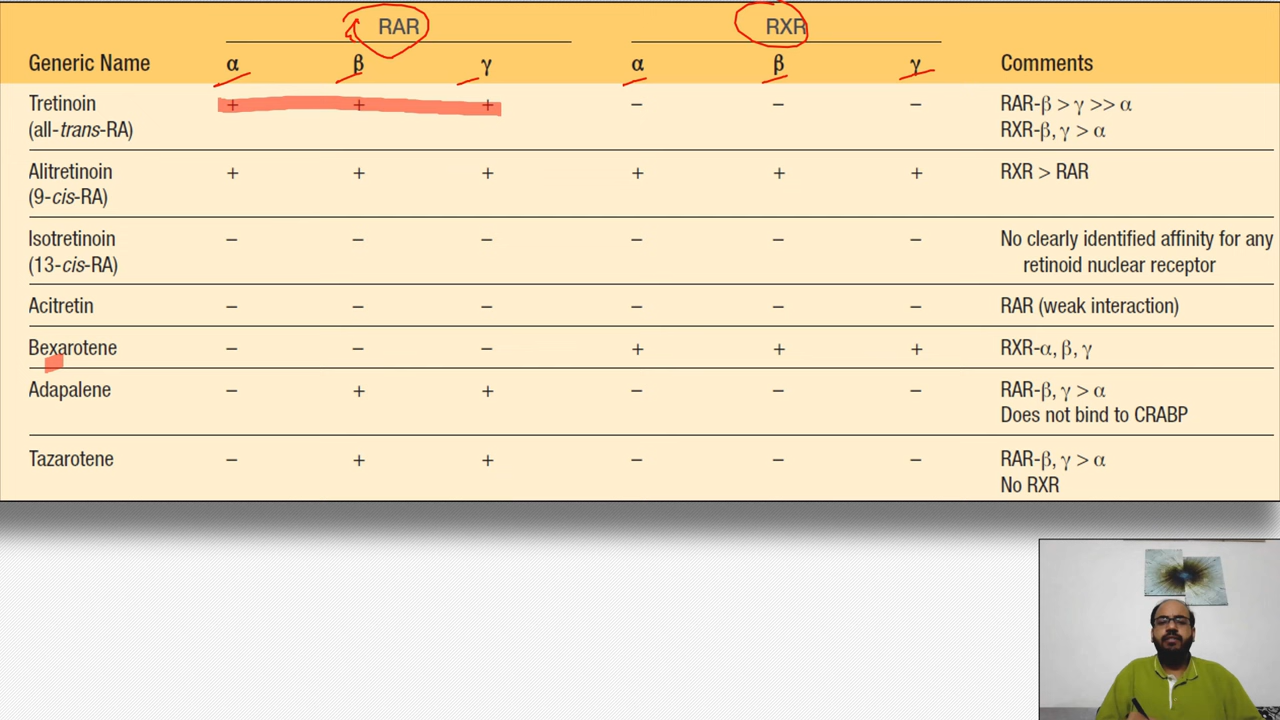 RAR RXR
Generic Name α β γ α β γ Comments
Tretinoin + + + – – – RAR-β > γ >> α
(all-trans-RA) RXR-β, γ > α
Alitretinoin + + + + + + RXR > RAR
(9-cis-RA)
Isotretinoin – – – – – – No clearly identified affinity for any
(13-cis-RA) retinoid nuclear receptor
Acitretin – – – – – – RAR (weak interaction)
Bexarotene – – – + + + RXR-α, β, γ
Adapalene – + + – – – RAR-β, γ > α
Does not bind to CRABP
Tazarotene – + + – – – RAR-β, γ > α
No RXR